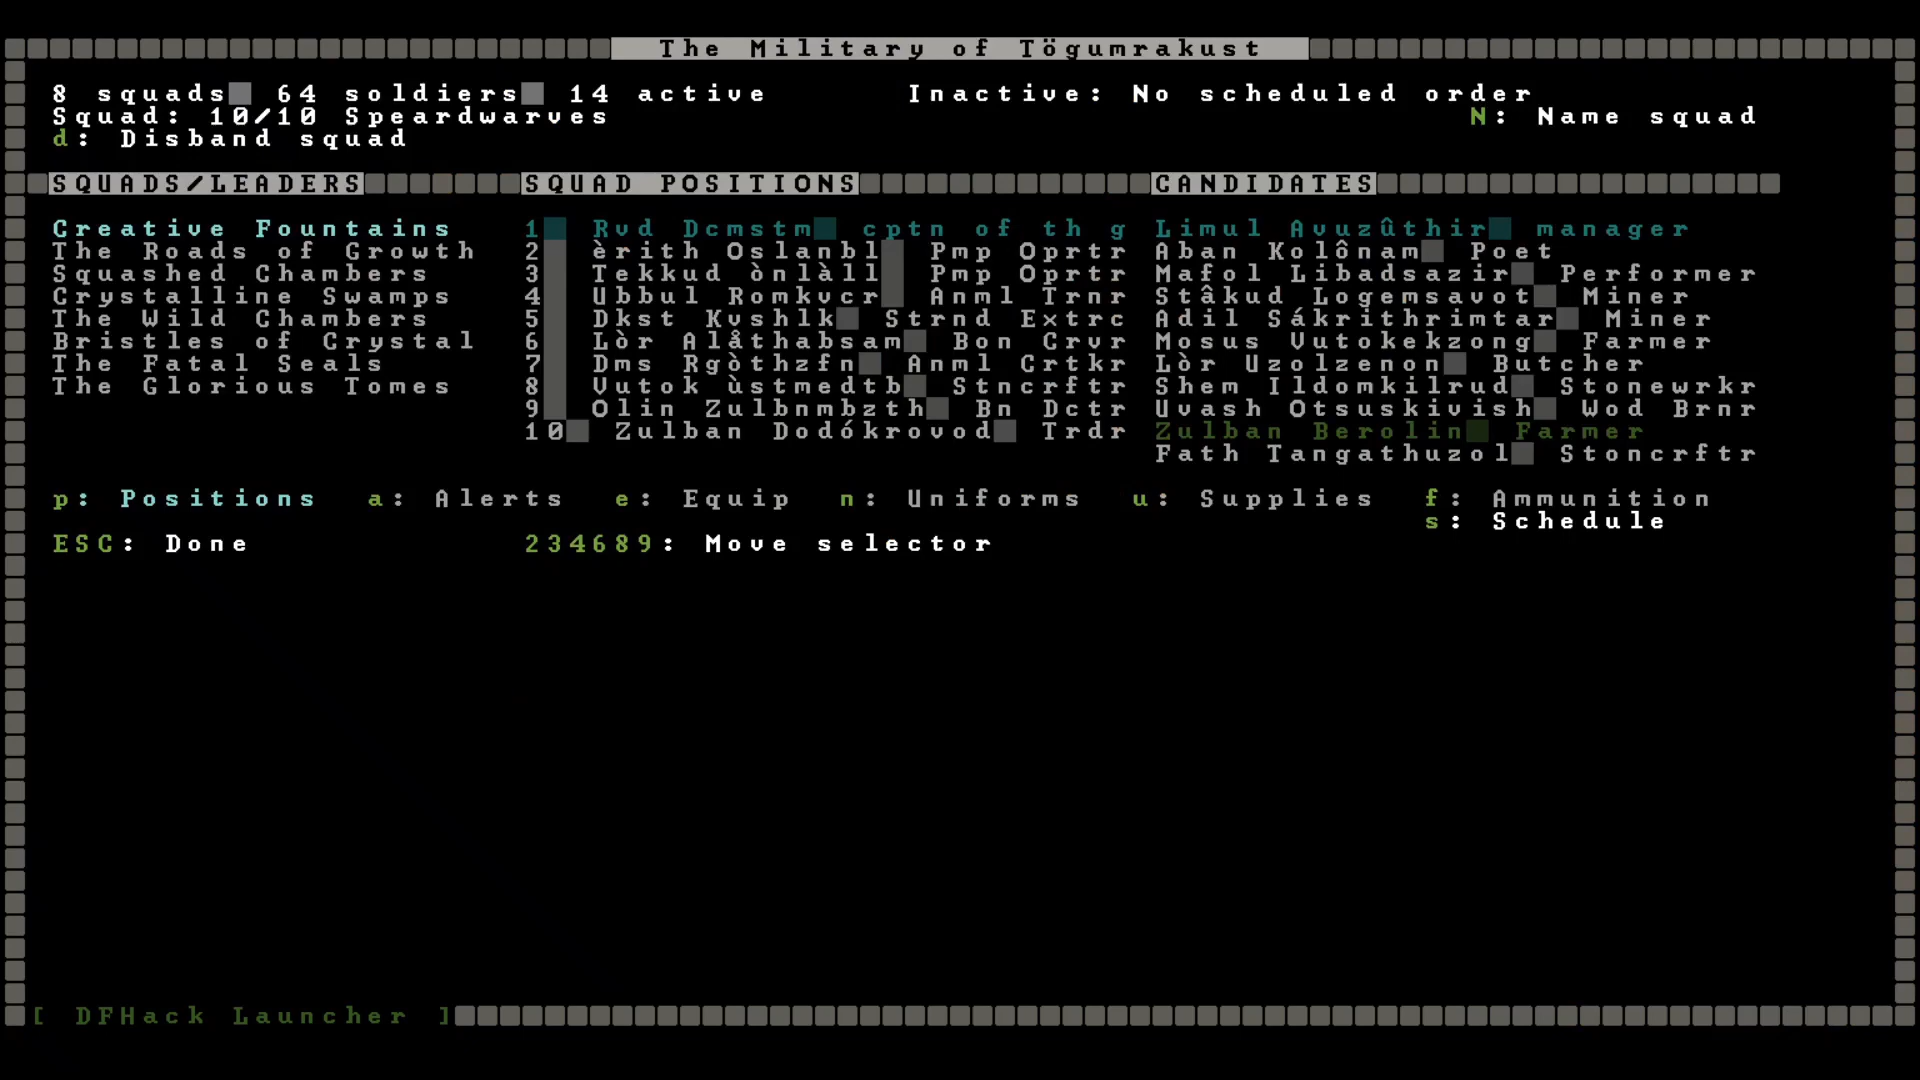 The Military of Tögumrakust
8 squads 64 soldiers 14 active Inactive: No scheduled order
Squad: 10/10 Speardwarves N: Name squad
d: Disband squad
SQUADS/LEADERS SQUAD POSITIONS CANDIDATES
Creative Fountains 1 Rvd Dcmstm cptn of th g Limul Avuzûthir manager
The Roads of Growth 2 èrith Oslanbl Pmp Oprtr Aban Kolônam Poet
Squashed Chambers 3 Tekkud ònlàll Pmp Oprtr Mafol Libadsazir Performer
Crystalline Swamps 4 Ubbul Romkvcr Anml Trnr Stâkud Logemsavot Miner
The Wild Chambers 5 Dkst Kvshlk Strnd Extrc Adil Sákrithrimtar Miner
Bristles of Crystal 6 Lòr Alåthabsam Bon Crvr Mosus Vutokekzong Farmer
The Fatal Seals 7 Dms Rgòthzfn Anml Crtkr Lòr Uzolzenon Butcher
The Glorious Tomes 8 Vutok ùstmedtb Stncrftr Shem Ildomkilrud Stonewrkr
9 Olin Zulbnmbzth Bn Dctr Uvash Otsuskivish Wod Brnr
10 Zulban Dodókrovod Trdr Zulban Berolin Farmer
Fath Tangathuzol Stoncrftr
p: Positions a: Alerts e: Equip n: Uniforms u: Supplies f: Ammunition
s: Schedule
ESC: Done 234689: Move selector
[ DFHack Launcher ]